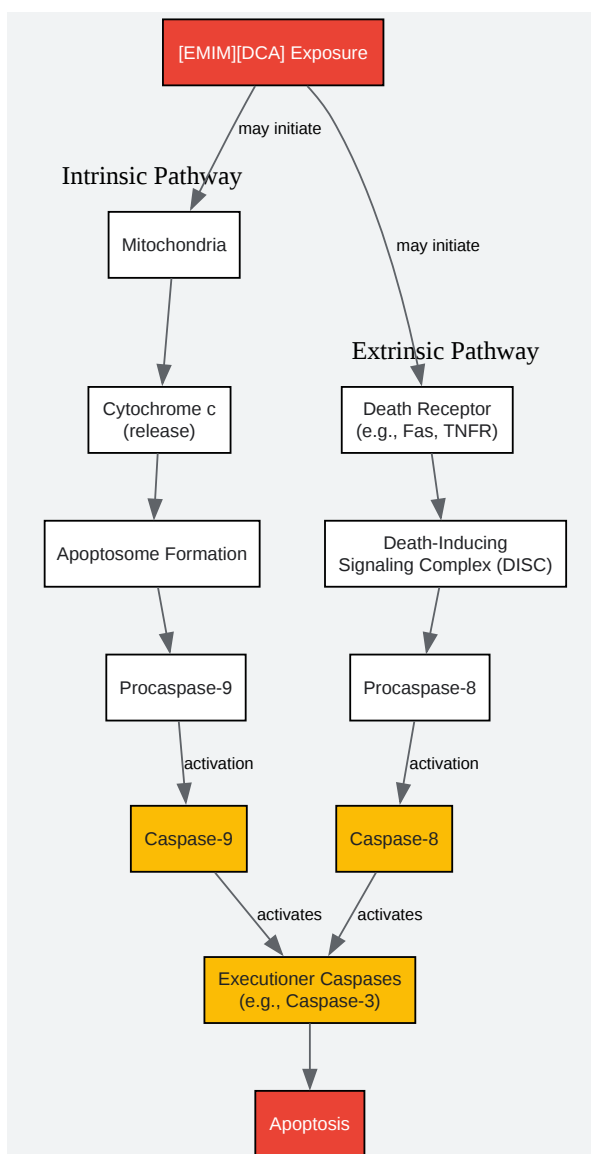 [EMIM][DCA] Exposure
may initiate
Intrinsic Pathway
Mitochondria
may initiate
Extrinsic Pathway
Cytochrome c
(release)
Death Receptor
(e.g., Fas, TNFR)
Apoptosome Formation
Death-Inducing
Signaling Complex (DISC)
Procaspase-9
Procaspase-8
activation
activation
Caspase-9
Caspase-8
activates
activates
Executioner Caspases
(e.g., Caspase-3)
Apoptosis